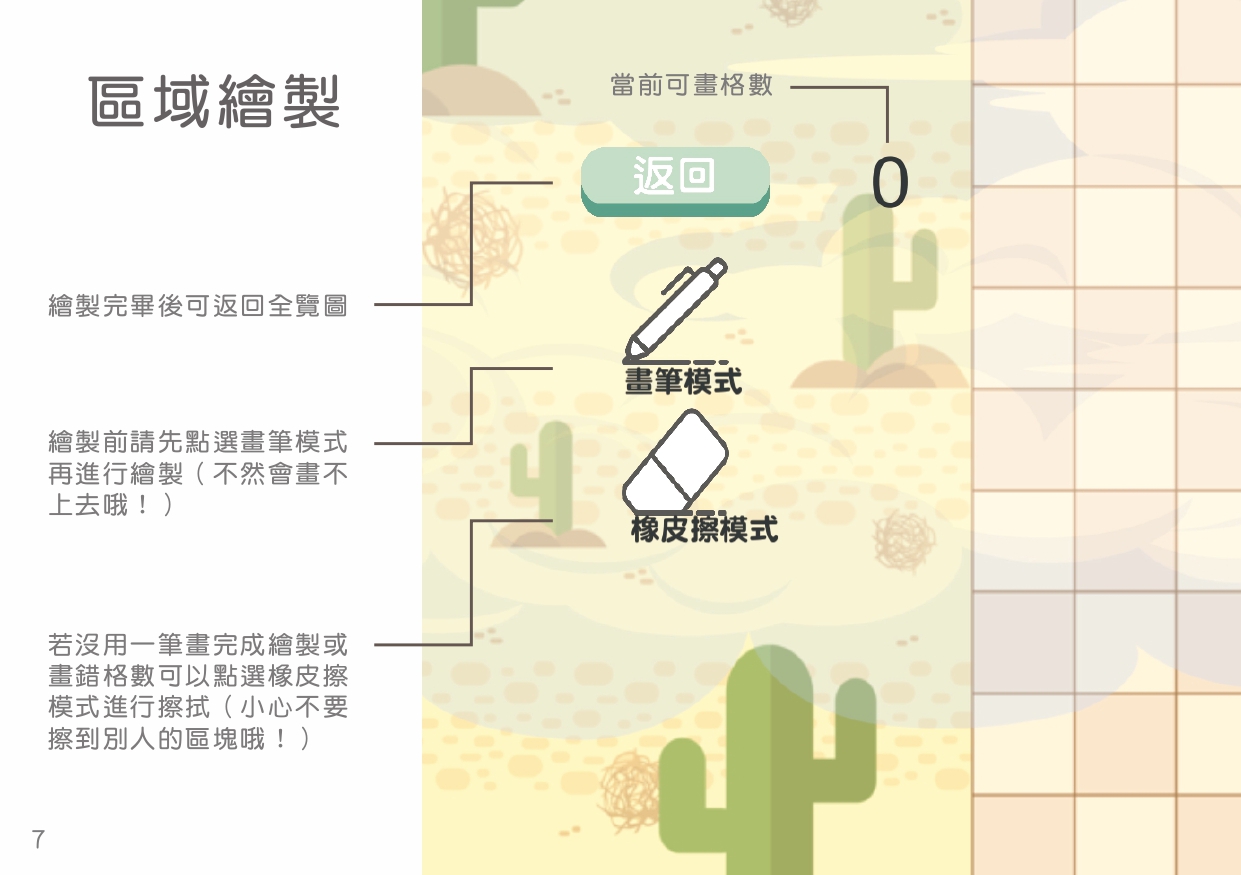 區域繪製
當前可畫格數
返回
0
繪製完畢後可返回全覽圖
畫筆模式
繪製前請先點選畫筆模式
再進行繪製（不然會畫不
上去哦！）
橡皮擦模式
若沒用一筆畫完成繪製或
畫錯格數可以點選橡皮擦
模式進行擦拭（小心不要
擦到別人的區塊哦！）
7